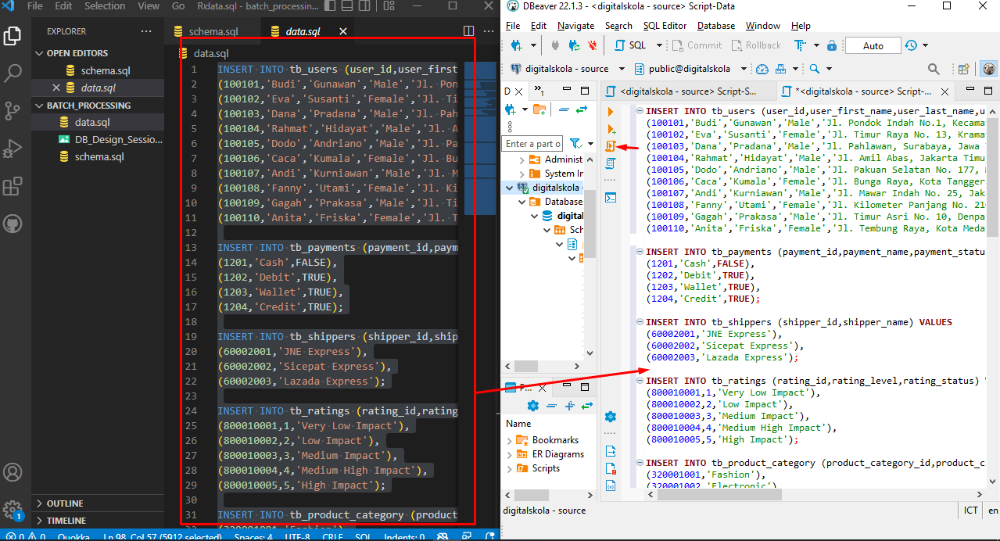 File Edit Selection View Go R data.sql - batch_processin...
EXPLORER
OPEN EDITORS
schema.sql
data.sql
BATCH_PROCESSING
data.sql
DB_Design_Sessio...
schema.sql
OUTLINE
TIMELINE
schema.sql data.sql
data.sql
1 INSERT INTO tb_users (user_id,user_first
2 (100101,'Budi','Gunawan','Male','Jl. Pon
3 (100102,'Eva','Susanti','Female','Jl. Ti
4 (100103,'Dana','Pradana','Male','Jl. Pah
5 (100104,'Rahmat','Hidayat','Male','Jl. A
6 (100105,'Dodo','Andriano','Male','Jl. Pa
7 (100106,'Caca','Kumala','Female','Jl. Bu
8 (100107,'Andi','Kurniawan','Male','Jl. M
9 (100108,'Fanny','Utami','Female','Jl. Ki
10 (100109,'Gagah','Prakasa','Male','Jl. Ti
11 (100110,'Anita','Friska','Female','Jl. T
12
13 INSERT INTO tb_payments (payment_id,paym
14 (1201,'Cash',FALSE),
15 (1202,'Debit',TRUE),
16 (1203,'Wallet',TRUE),
17 (1204,'Credit',TRUE);
18
19 INSERT INTO tb_shippers (shipper_id,ship
20 (60002001,'JNE Express'),
21 (60002002,'Sicepat Express'),
22 (60002003,'Lazada Express');
23
24 INSERT INTO tb_ratings (rating_id,rating
25 (800010001,1,'Very Low Impact'),
26 (800010002,2,'Low Impact'),
27 (800010003,3,'Medium Impact'),
28 (800010004,4,'Medium High Impact'),
29 (800010005,5,'High Impact');
30
31 INSERT INTO tb_product_category (product
32 (320001001,'Fashion'),
1
0 0 Quokka Ln 98, Col 57 (5912 selected) Spaces: 4 UTF-8 CRLF SQL Indents: 0
DBeaver 22.1.3 - <digitalskola - source> Script-Data
File Edit Navigate Search SQL Editor Database Window Help
SQL Commit Rollback Auto
digitalskola - source public@digitalskola
D 1
<digitalskola - source> Script-S... *<digitalskola - source> Script-...
Enter a part o
Administ
System In
digitalskola -
Database
digital
Sch
P...
Name
Bookmarks
ER Diagrams
Scripts
INSERT INTO tb_users (user_id,user_first_name,user_last_name,u
(100101,'Budi','Gunawan','Male','Jl. Pondok Indah No.1, Kecama
(100102,'Eva','Susanti','Female','Jl. Timur Raya No. 13, Krama
(100103,'Dana','Pradana','Male','Jl. Pahlawan, Surabaya, Jawa
(100104,'Rahmat','Hidayat','Male','Jl. Amil Abas, Jakarta Timu
(100105,'Dodo','Andriano','Male','Jl. Pakuan Selatan No. 177,
(100106,'Caca','Kumala','Female','Jl. Bunga Raya, Kota Tangger
(100107,'Andi','Kurniawan','Male','Jl. Mawar Indah No. 25, Jak
(100108,'Fanny','Utami','Female','Jl. Kilometer Panjang No. 21
(100109,'Gagah','Prakasa','Male','Jl. Timur Asri No. 10, Denpa
(100110,'Anita','Friska','Female','Jl. Tembung Raya, Kota Meda
INSERT INTO tb_payments (payment_id,payment_name,payment_statu
(1201,'Cash',FALSE),
(1202,'Debit',TRUE),
(1203,'Wallet',TRUE),
(1204,'Credit',TRUE);
INSERT INTO tb_shippers (shipper_id,shipper_name) VALUES
(60002001,'JNE Express'),
(60002002,'Sicepat Express'),
(60002003,'Lazada Express');
INSERT INTO tb_ratings (rating_id,rating_level,rating_status)
(800010001,1,'Very Low Impact'),
(800010002,2,'Low Impact'),
(800010003,3,'Medium Impact'),
(800010004,4,'Medium High Impact'),
(800010005,5,'High Impact');
INSERT INTO tb_product_category (product_category_id,product_c
(320001001,'Fashion'),
(320001002,'Electronic')
digitalskola - source
ICT en